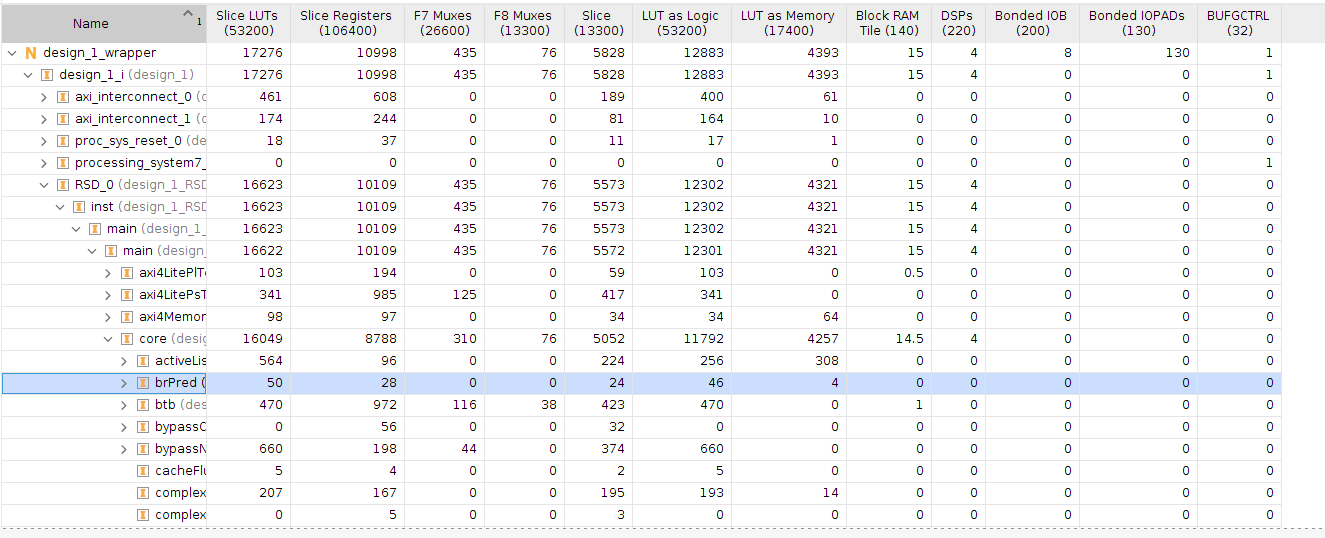 Name 1 Slice LUTs (53200) Slice Registers (106400) F7 Muxes (26600) F8 Muxes (13300) Slice (13300) LUT as Logic (53200) LUT as Memory (17400) Block RAM Tile (140) DSPs (220) Bonded IOB (200) Bonded IOPADs (130) BUFGCTRL (32)
N design_1_wrapper 17276 10998 435 76 5828 12883 4393 15 4 8 130 1
I design_1_i (design_1) 17276 10998 435 76 5828 12883 4393 15 4 0 0 1
I axi_interconnect_0 (d 461 608 0 0 189 400 61 0 0 0 0 0
I axi_interconnect_1 (d 174 244 0 0 81 164 10 0 0 0 0 0
I proc_sys_reset_0 (de 18 37 0 0 11 17 1 0 0 0 0 0
I processing_system7_ 0 0 0 0 0 0 0 0 0 0 0 1
I RSD_0 (design_1_RSD 16623 10109 435 76 5573 12302 4321 15 4 0 0 0
I inst (design_1_RSD 16623 10109 435 76 5573 12302 4321 15 4 0 0 0
I main (design_1_ 16623 10109 435 76 5573 12302 4321 15 4 0 0 0
I main (design_ 16622 10109 435 76 5572 12301 4321 15 4 0 0 0
I axi4LitePlTo 103 194 0 0 59 103 0 0.5 0 0 0 0
I axi4LitePsT 341 985 125 0 417 341 0 0 0 0 0 0
I axi4Memor 98 97 0 0 34 34 64 0 0 0 0 0
I core (desig 16049 8788 310 76 5052 11792 4257 14.5 4 0 0 0
I activeLis 564 96 0 0 224 256 308 0 0 0 0 0
I brPred ( 50 28 0 0 24 46 4 0 0 0 0 0
I btb (des 470 972 116 38 423 470 0 1 0 0 0 0
I bypassC 0 56 0 0 32 0 0 0 0 0 0 0
I bypassN 660 198 44 0 374 660 0 0 0 0 0 0
I cacheFlu 5 4 0 0 2 5 0 0 0 0 0 0
I complex 207 167 0 0 195 193 14 0 0 0 0 0
I complex 0 5 0 0 3 0 0 0 0 0 0 0